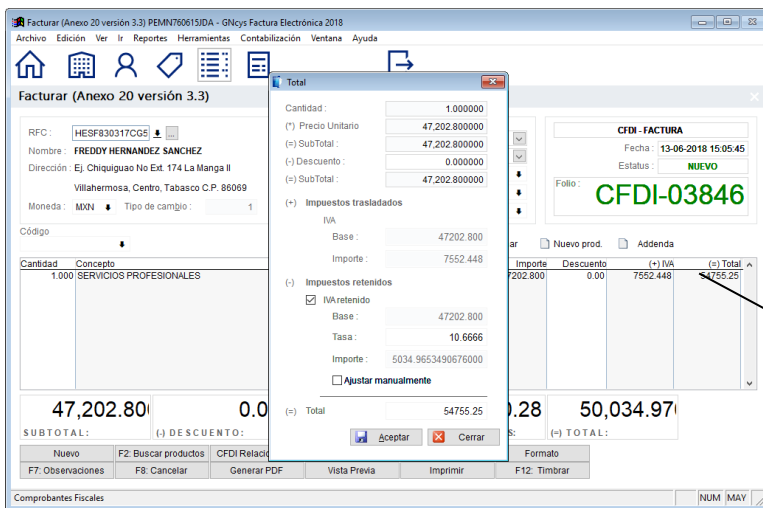 Facturar (Anexo 20 versión 3.3) PEMN760615JDA - GNcys Factura Electrónica 2018
Archivo Edición Ver Ir Reportes Herramientas Contabilización Ventana Ayuda
Facturar (Anexo 20 versión 3.3)
RFC : HESF830317CG5 ...
Nombre : FREDDY HERNANDEZ SANCHEZ
Dirección : Ej. Chiquiguao No Ext. 174 La Manga II
Villahermosa, Centro, Tabasco C.P. 86069
Moneda : MXN Tipo de cambio : 1
Código
CFDI - FACTURA
Fecha : 13-06-2018 15:05:45
Estatus : NUEVO
Folio :
CFDI-03846
ar Nuevo prod. Addenda
Cantidad Concepto Importe Descuento (+) IVA (=) Total
1.000 SERVICIOS PROFESIONALES 7202.800 0.00 7552.448 54755.25
Total
Cantidad : 1.000000
(*) Precio Unitario 47,202.800000
(=) SubTotal : 47,202.800000
(-) Descuento : 0.000000
(=) SubTotal : 47,202.800000
(+) Impuestos trasladados
IVA
Base : 47202.800
Importe : 7552.448
(-) Impuestos retenidos
IVA retenido
Base : 47202.800
Tasa : 10.6666
Importe : 5034.9653490676000
Ajustar manualmente
(=) Total 54755.25
Aceptar Cerrar
47,202.80 0.0 0.28 50,034.97
SUBTOTAL: (-) DESCUENTO: S: (=) TOTAL:
Nuevo F2: Buscar productos CFDI Relacio Formato
F7: Observaciones F8: Cancelar Generar PDF Vista Previa Imprimir F12: Timbrar
Comprobantes Fiscales NUM MAY